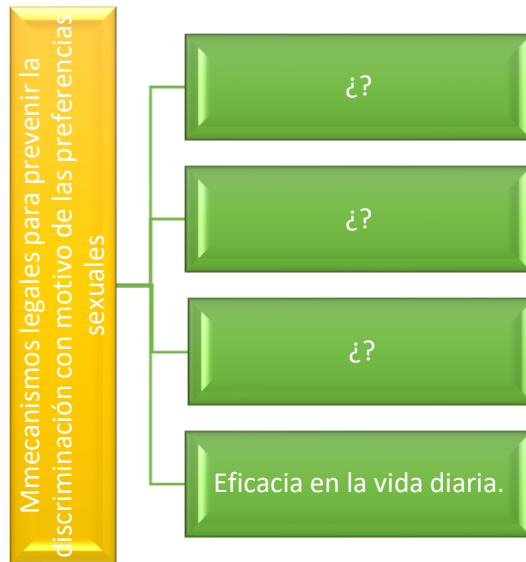 Mmecanismos legales para prevenir la
discriminación con motivo de las preferencias
sexuales
¿?
¿?
¿?
Eficacia en la vida diaria.